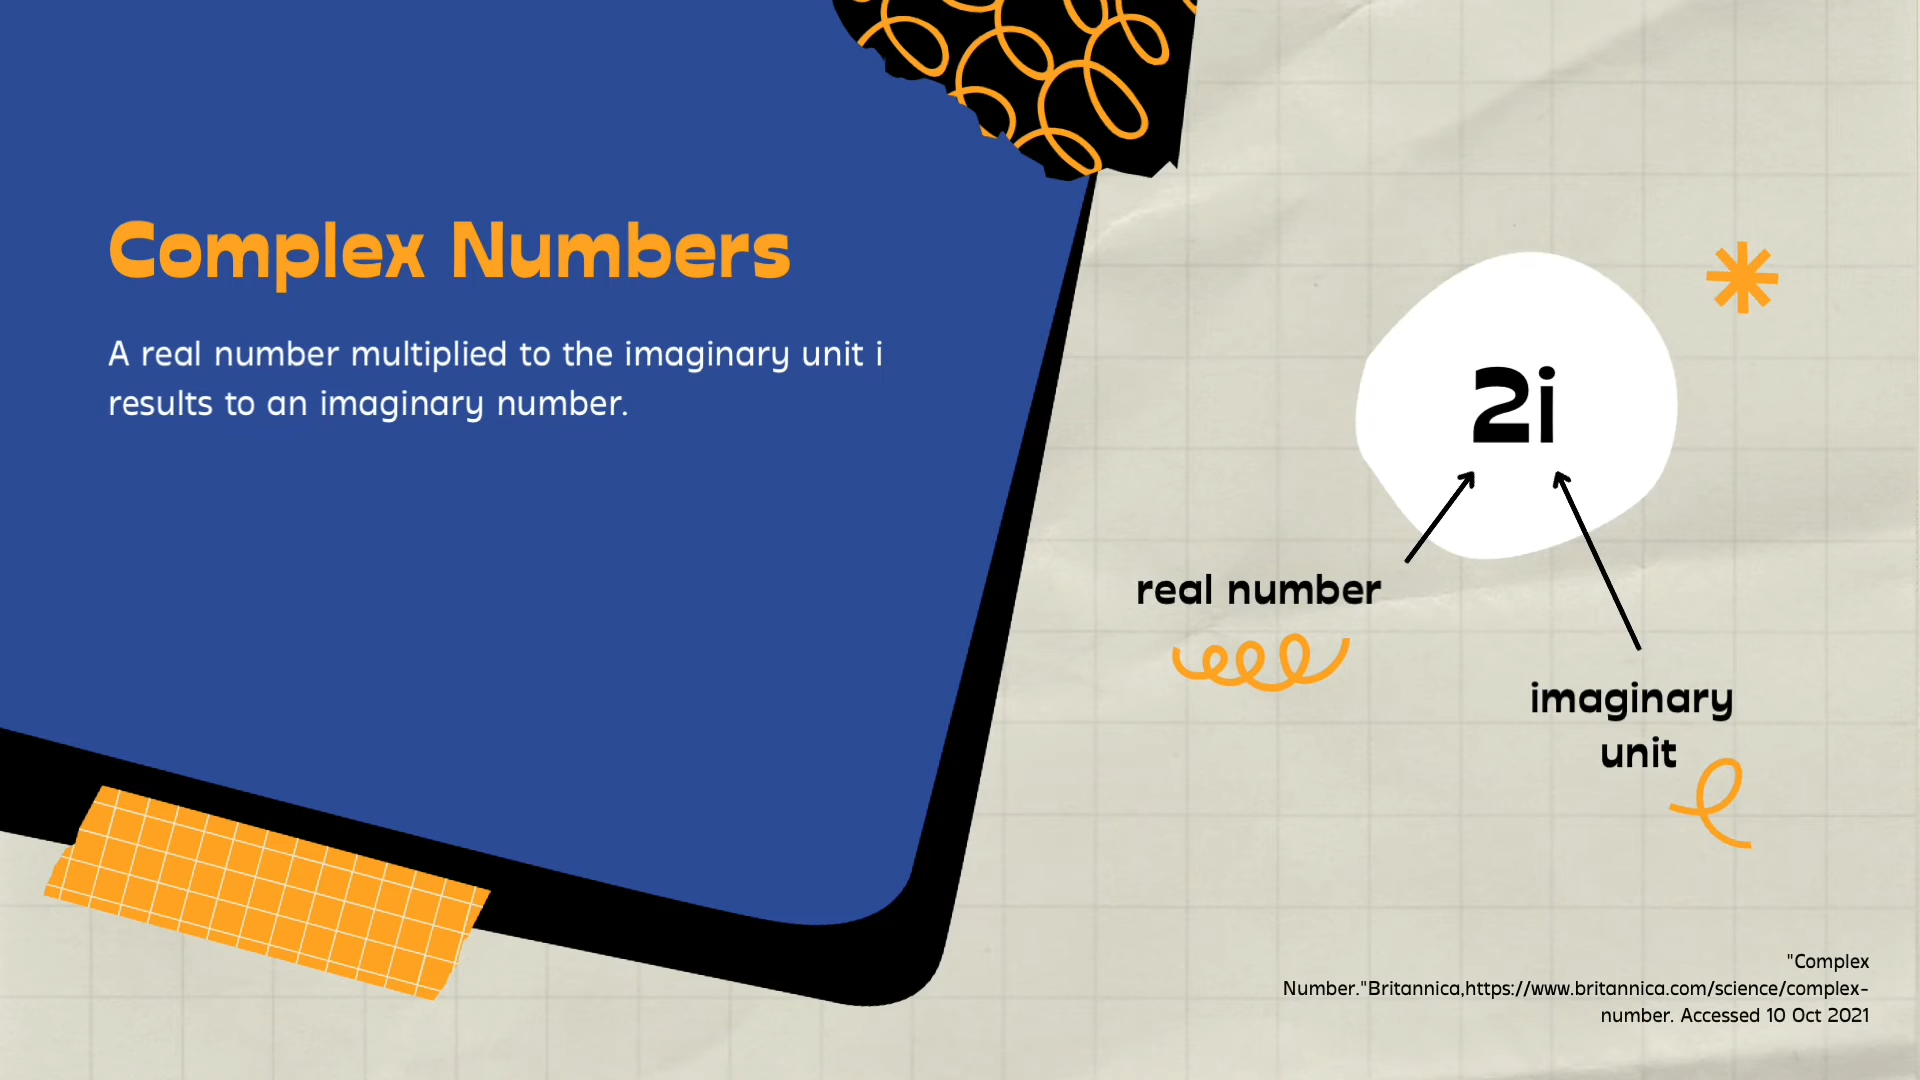 Complex Numbers
A real number multiplied to the imaginary unit i
results to an imaginary number.
2i
real number
imaginary
unit
"Complex
Number."Britannica,https://www.britannica.com/science/complex-
number. Accessed 10 Oct 2021